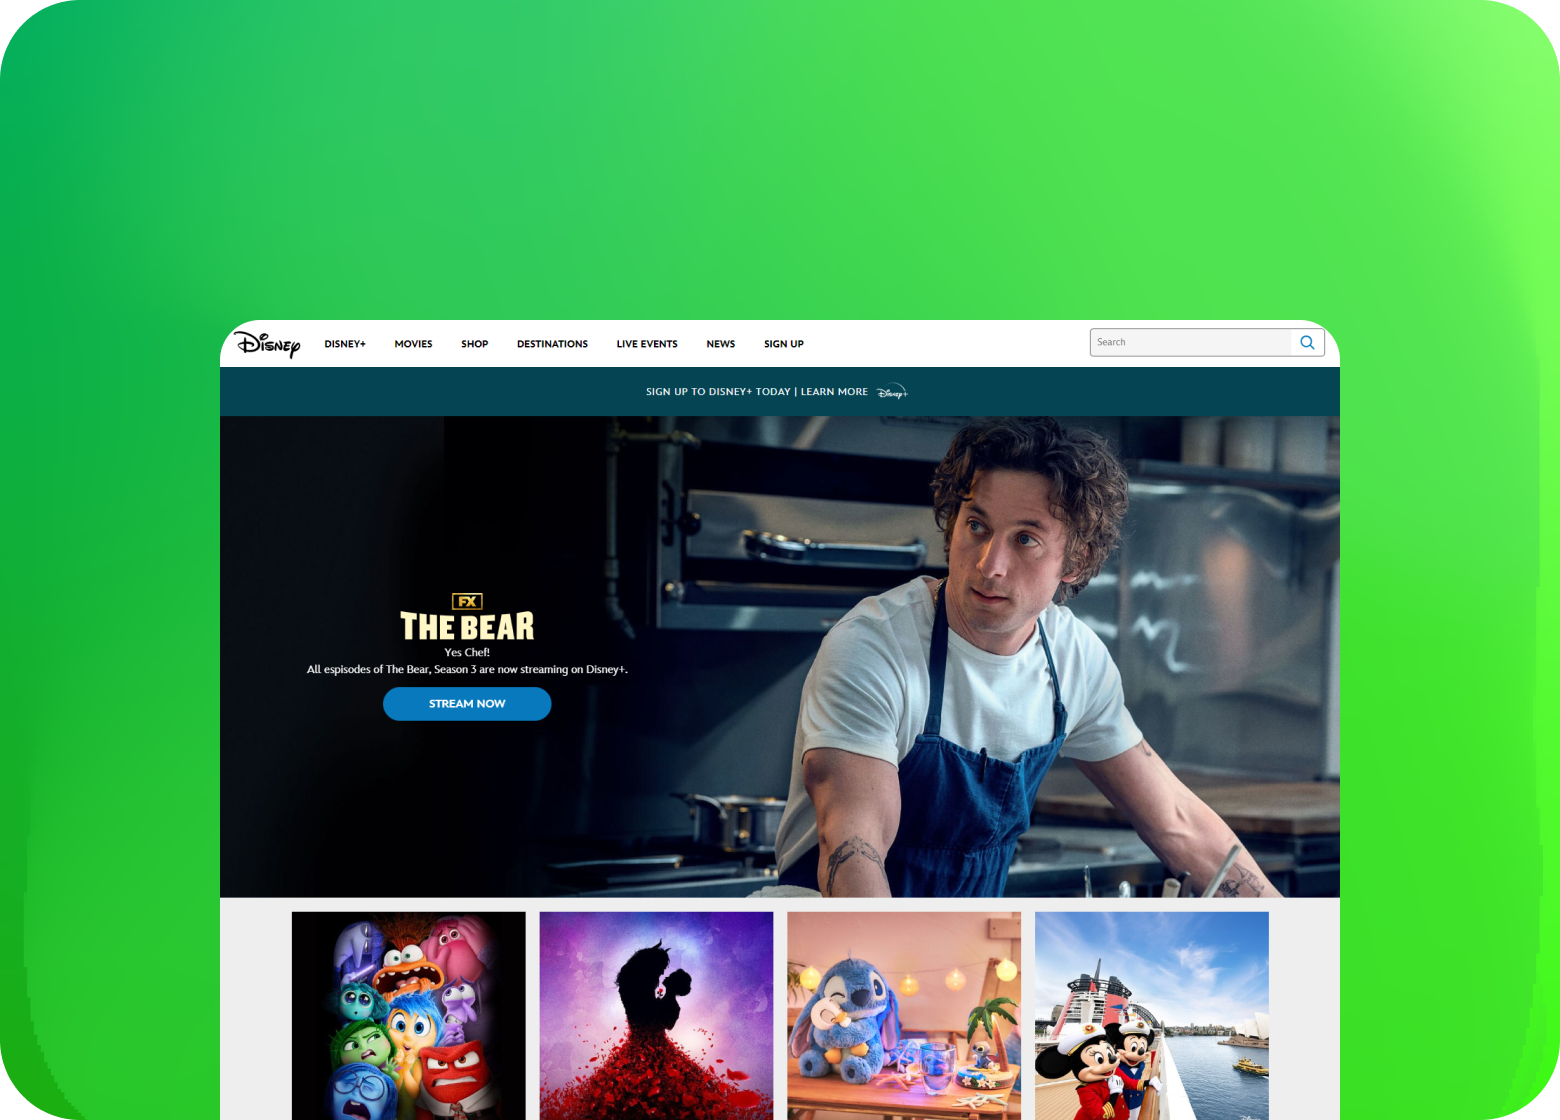 Disney DISNEY+ MOVIES SHOP DESTINATIONS LIVE EVENTS NEWS SIGN UP Search
SIGN UP TO DISNEY+ TODAY | LEARN MORE Disney+
FX
THE BEAR
Yes Chef!
All espisodes of The Bear, Season 3 are now streaming on Disney+.
STREAM NOW